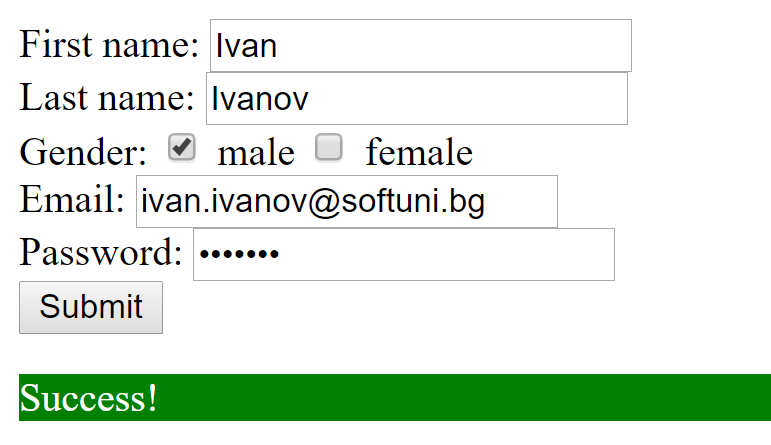 First name: Ivan
Last name: Ivanov
Gender: male female
Email: ivan.ivanov@softuni.bg
Password: •••••••
Submit
Success!